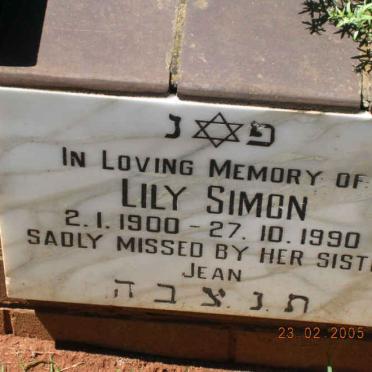 פ ✡ נ
IN LOVING MEMORY OF
LILY SIMON
2.1.1900 - 27.10.1990
SADLY MISSED BY HER
JEAN
ת.נ.צ.ב.ה
23 02 2005